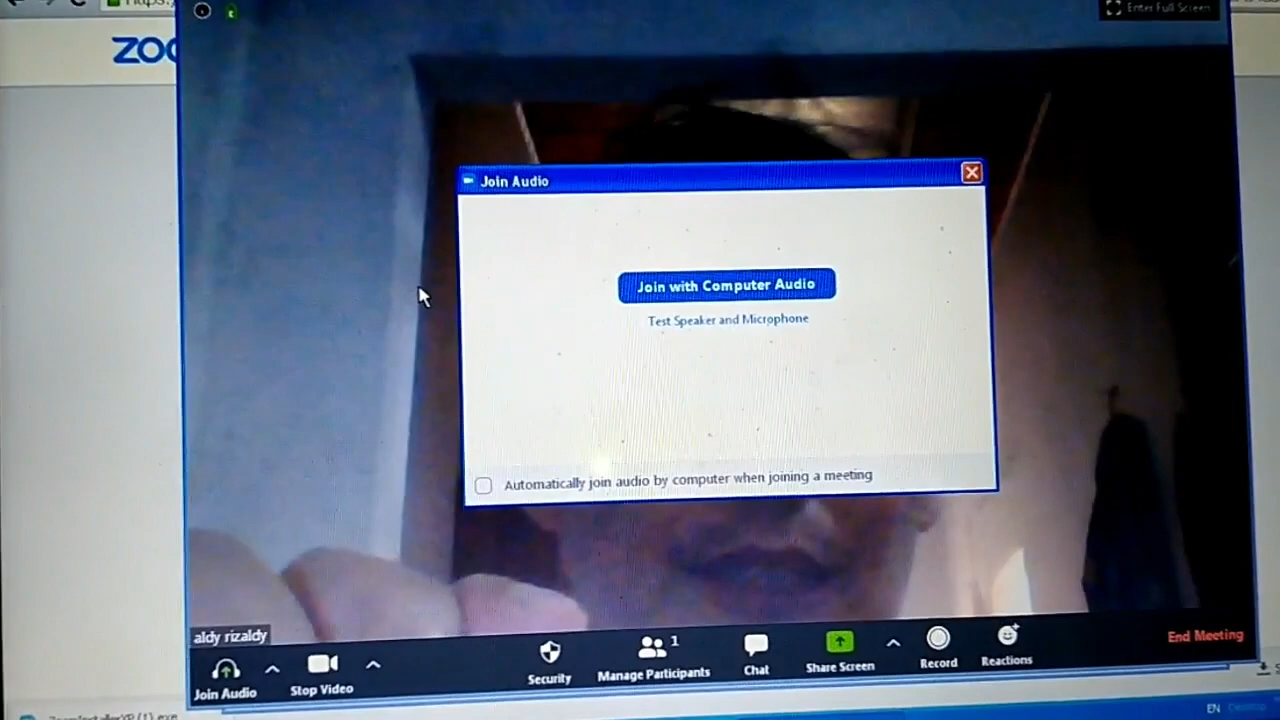 Enter Full Screen
Join Audio
Join with Computer Audio
Test Speaker and Microphone
Automatically join audio by computer when joining a meeting
aldy rizaldy
Join Audio
Stop Video
Security
1
Manage Participants
Chat
Share Screen
Record
Reactions
End Meeting
EN